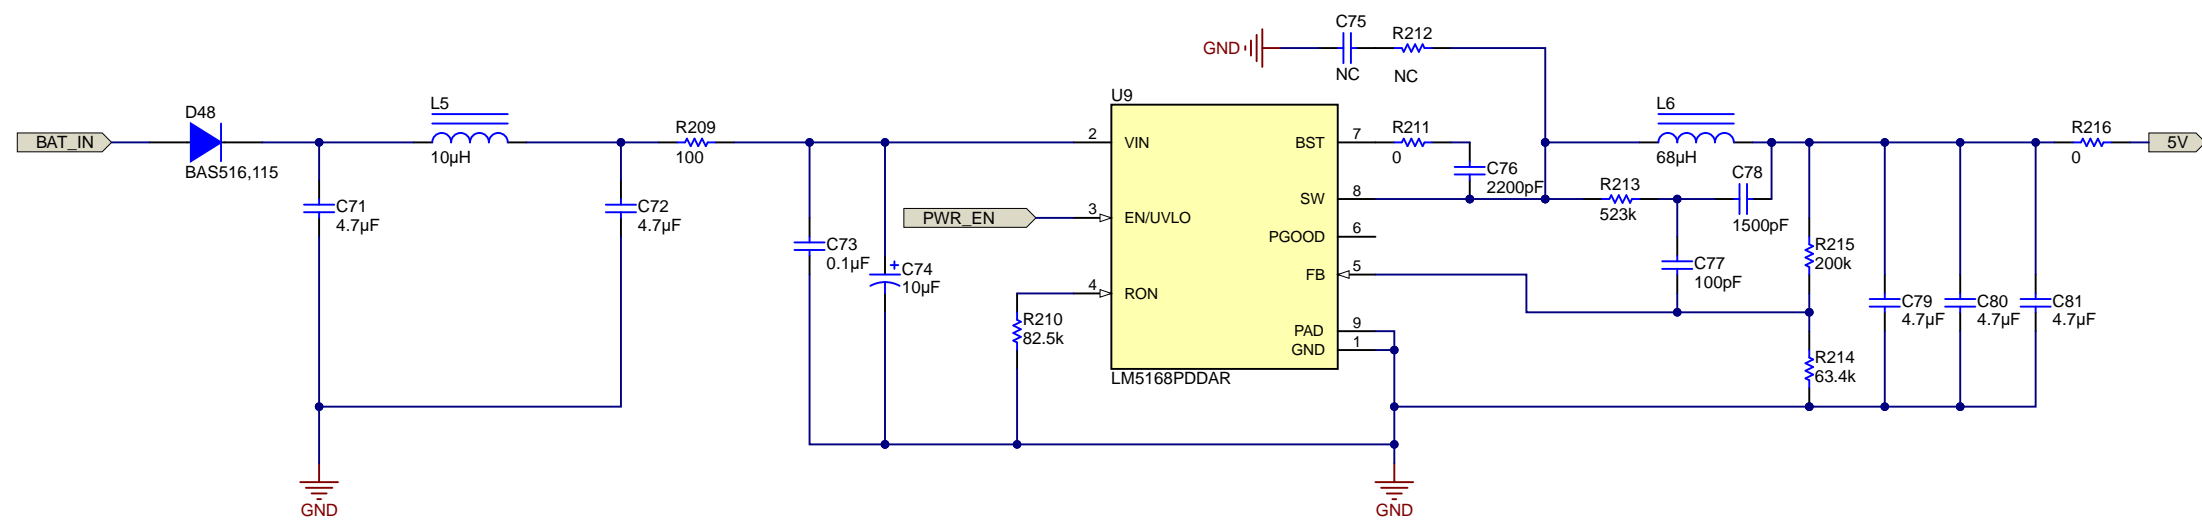 C75
R212
GND
NC
NC
U9
D48
L5
L6
BAT_IN
R209
2
VIN
BST
7
R211
R216
5V
10µH
100
0
68µH
0
BAS516,115
C76
2200pF
C78
SW
8
R213
523k
1500pF
C71
4.7µF
C72
4.7µF
PWR_EN
3
EN/UVLO
PGOOD
6
C73
0.1µF
R215
200k
C74
10µF
+
FB
5
C77
100pF
4
RON
C79
4.7µF
C80
4.7µF
C81
4.7µF
R210
82.5k
PAD
9
GND
1
R214
63.4k
LM5168PDDAR
GND
GND